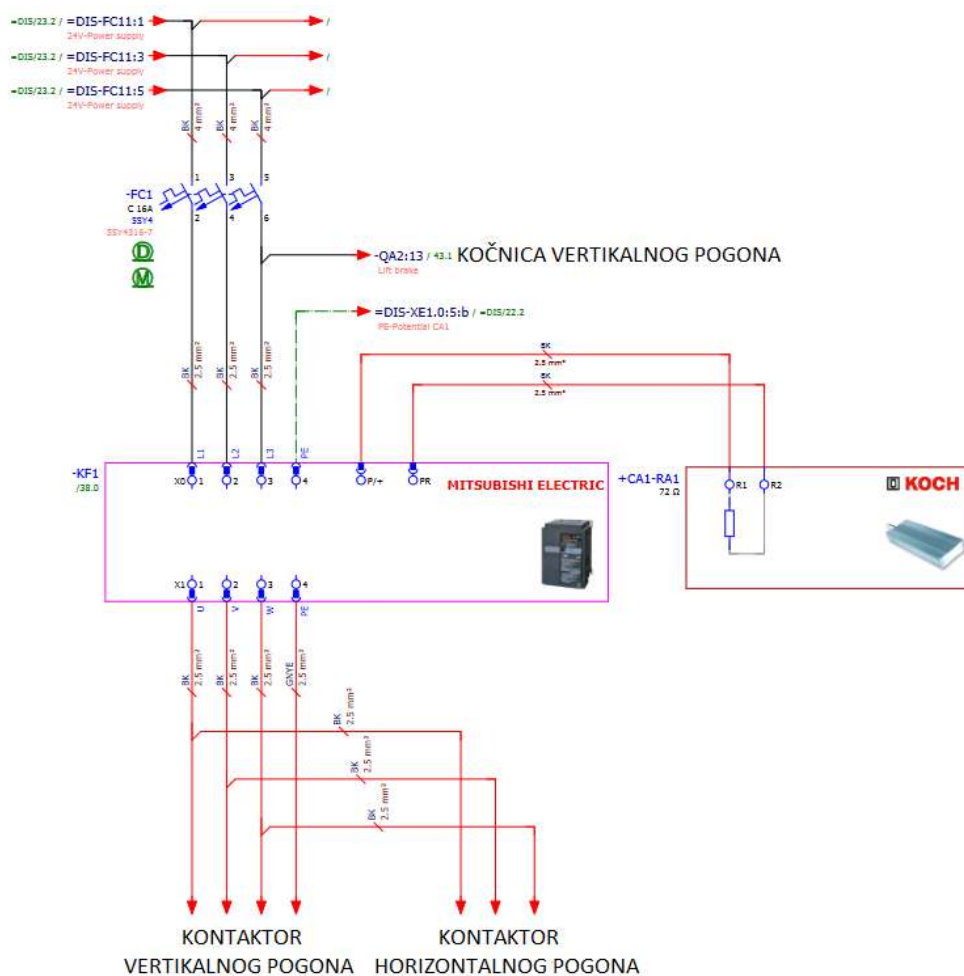 =DIS/23.2 / =DIS-FC11:1 /
24V-Power supply
=DIS/23.2 / =DIS-FC11:3 /
24V-Power supply
=DIS/23.2 / =DIS-FC11:5 /
24V-Power supply
BK 4 mm² BK 4 mm² BK 4 mm²
1 3 5
-FC1
C 16A
5SY4
5SY4316-7
2 4 6
D
M
-QA2:13 / 43.1 KOČNICA VERTIKALNOG POGONA
Lift brake
=DIS-XE1.0:5:b / =DIS/22.2
PE-Potential CA1
BK
2.5 mm²
BK
2.5 mm²
BK 2.5 mm² BK 2.5 mm² BK 2.5 mm²
L1 L2 L3 PE
-KF1
/38.0
X0 1 2 3 4 P/+ PR
MITSUBISHI ELECTRIC
+CA1-RA1
72 Ω
R1 R2
KOCH
X1 1 2 3 4
U V W PE
BK 2.5 mm² BK 2.5 mm² BK 2.5 mm² GNYE 2.5 mm²
BK 2.5 mm²
BK 2.5 mm²
BK 2.5 mm²
KONTAKTOR
VERTIKALNOG POGONA
KONTAKTOR
HORIZONTALNOG POGONA